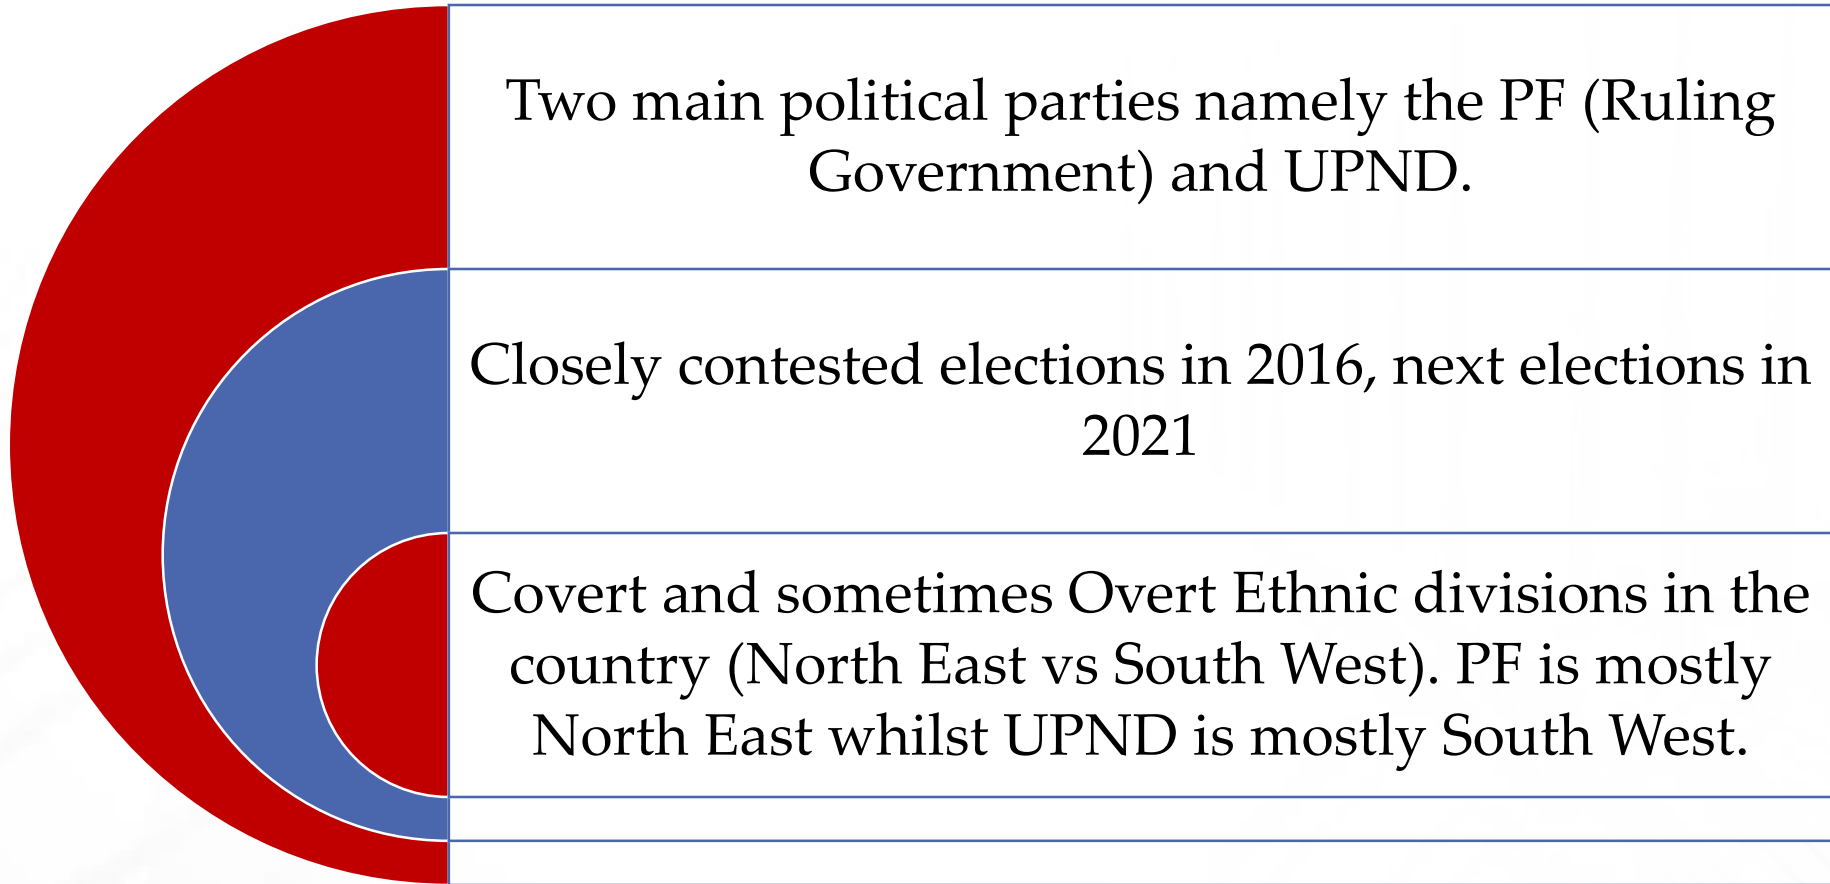 Two main political parties namely the PF (Ruling
Government) and UPND.
Closely contested elections in 2016, next elections in
2021
Covert and sometimes Overt Ethnic divisions in the
country (North East vs South West). PF is mostly
North East whilst UPND is mostly South West.